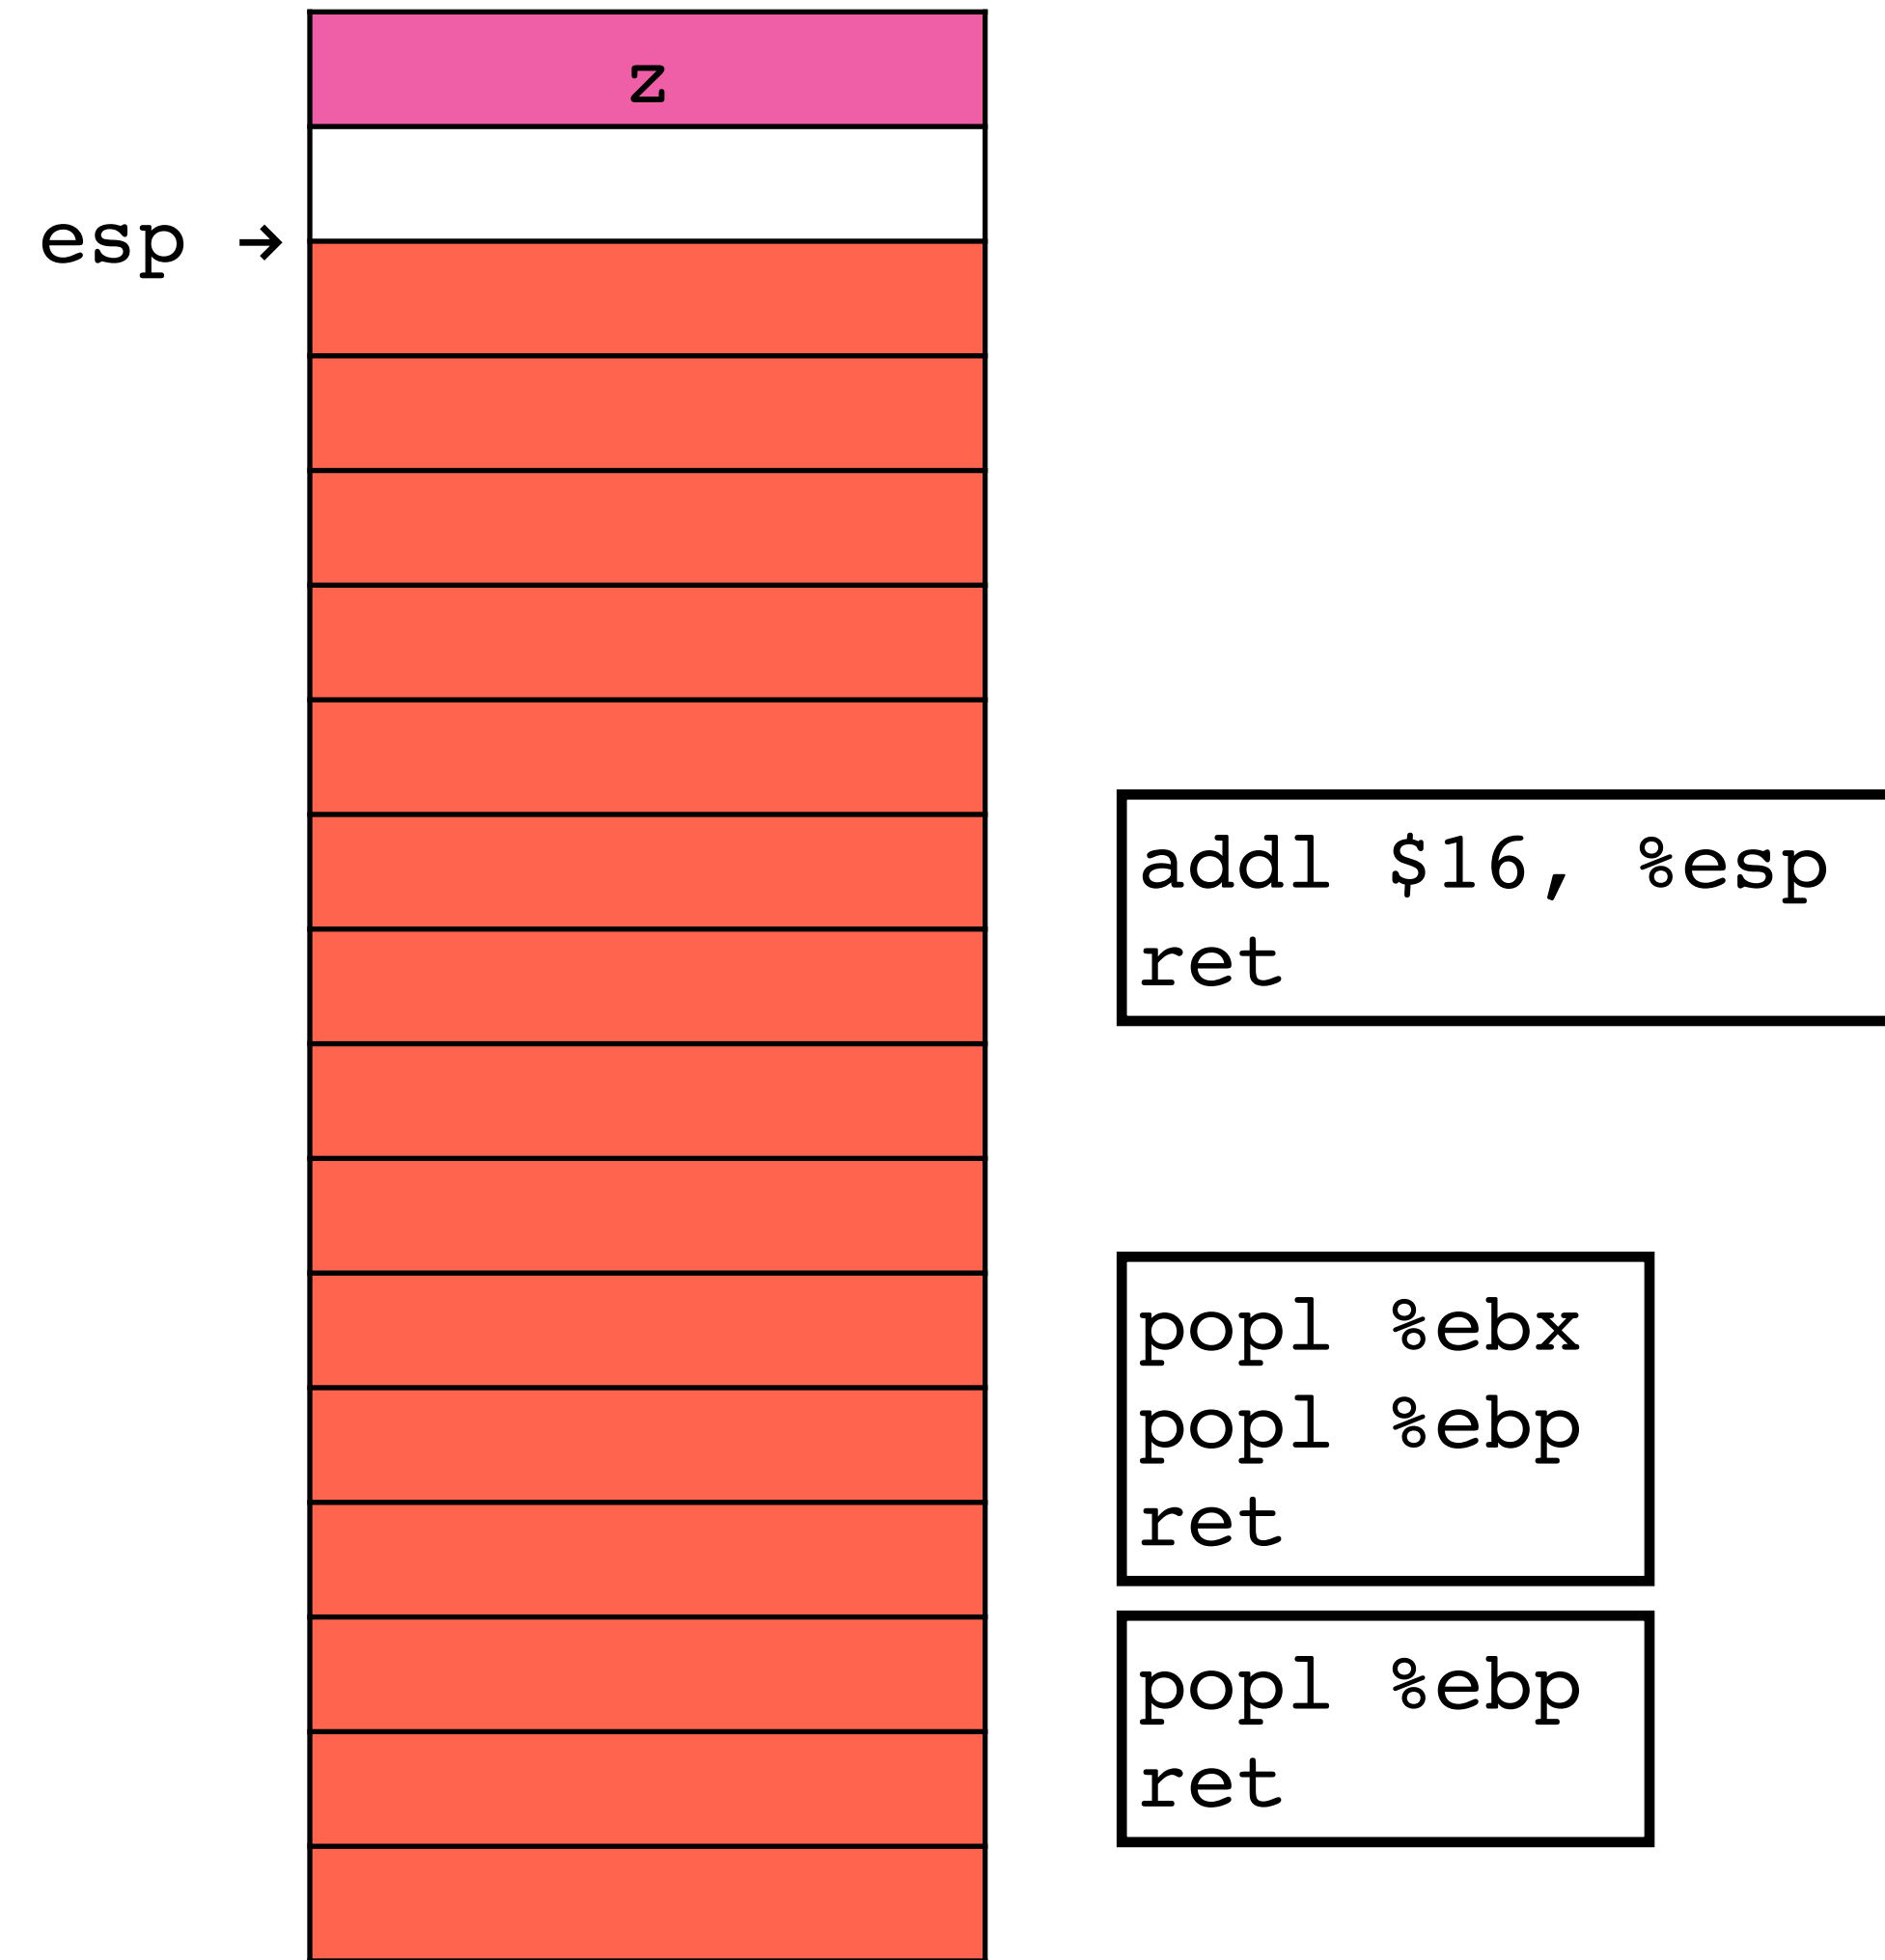 z
esp →
addl $16, %esp
ret
popl %ebx
popl %ebp
ret
popl %ebp
ret